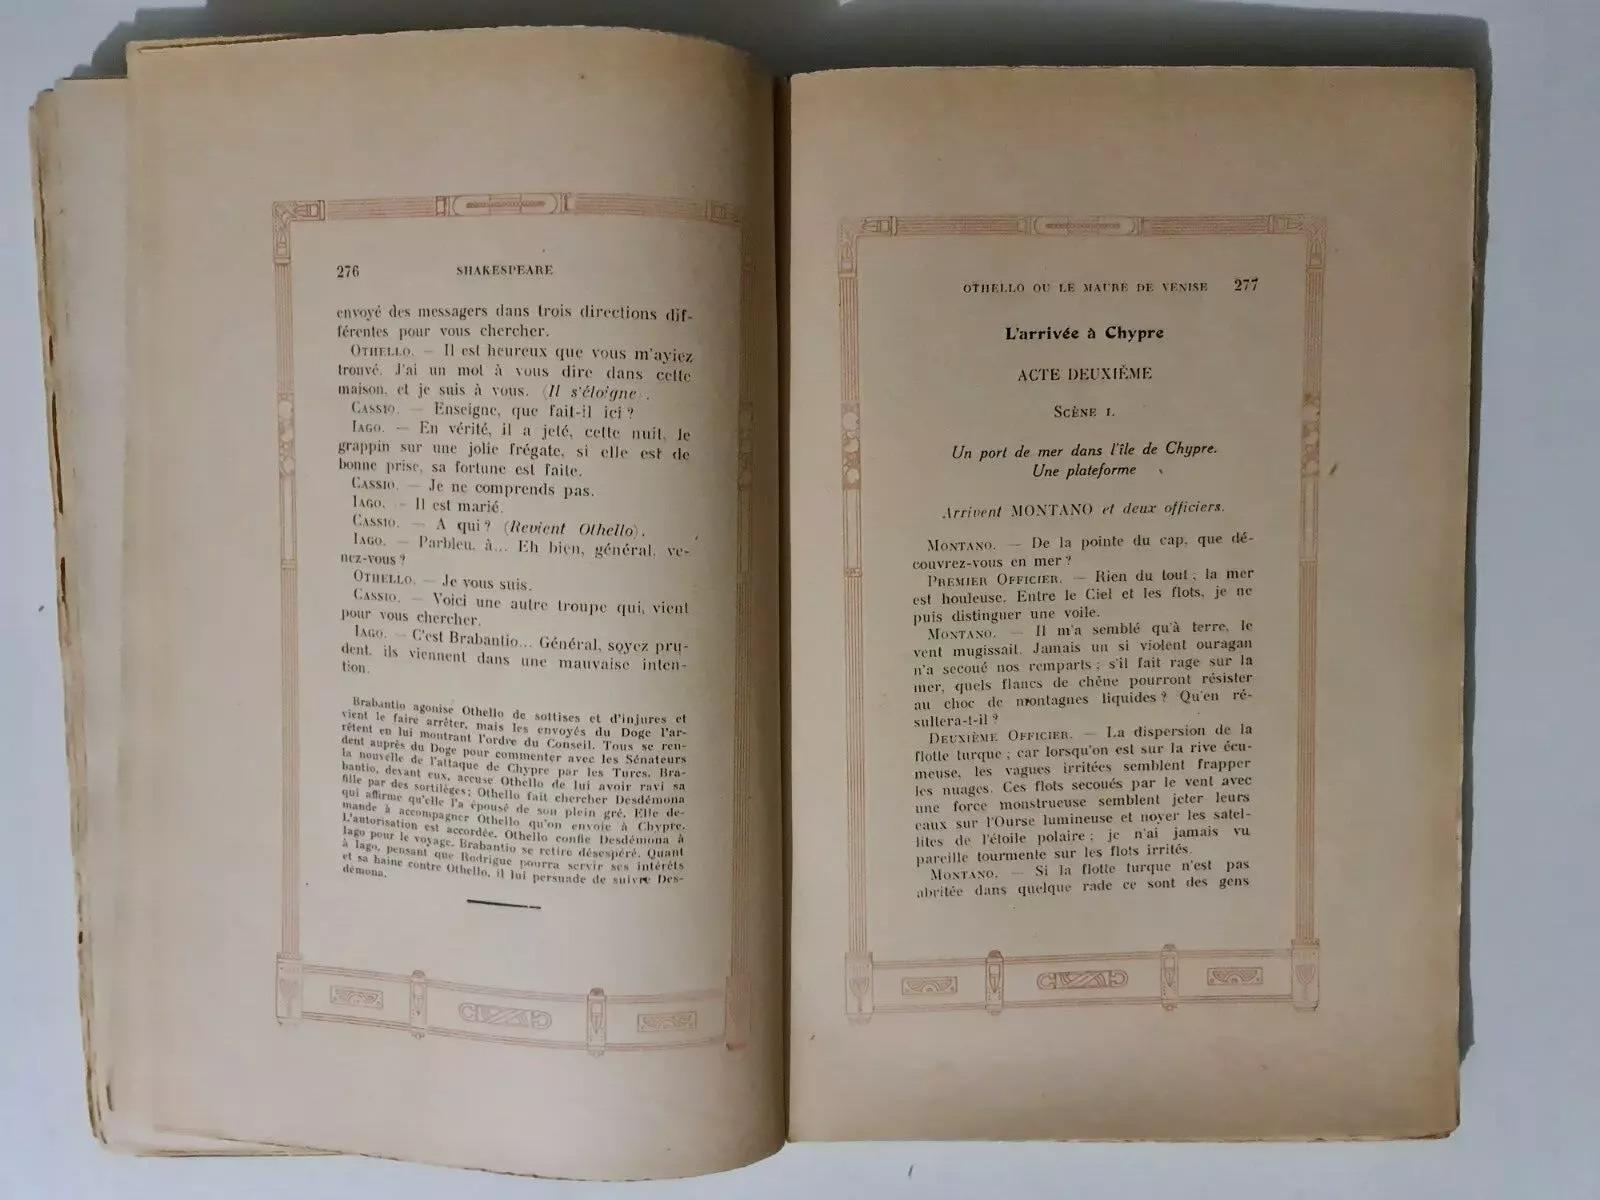 276 SHAKESPEARE
envoyé des messagers dans trois directions dif-
férentes pour vous chercher.
OTHELLO. — Il est heureux que vous m'ayiez
trouvé. J'ai un mot à vous dire dans cette
maison, et je suis à vous. (Il s'éloigne).
CASSIO. — Enseigne, que fait-il ici ?
IAGO. — En vérité, il a jeté, cette nuit, le
grappin sur une jolie frégate, si elle est de
bonne prise, sa fortune est faite.
CASSIO. — Je ne comprends pas.
IAGO. — Il est marié.
CASSIO. — A qui ? (Revient Othello).
IAGO. — Parbleu, à... Eh bien, général, ve-
nez-vous ?
OTHELLO. — Je vous suis.
CASSIO. — Voici une autre troupe qui, vient
pour vous chercher.
IAGO. — C'est Brabantio... Général, soyez pru-
dent, ils viennent dans une mauvaise inten-
tion.
Brabantio agonise Othello de sottises et d'injures et
vient le faire arrêter, mais les envoyés du Doge l'ar-
rêtent en lui montrant l'ordre du Conseil. Tous se ren-
dent auprès du Doge pour commenter avec les Sénateurs
la nouvelle de l'attaque de Chypre par les Turcs. Bra-
bantio, devant eux, accuse Othello de lui avoir ravi sa
fille par des sortilèges; Othello fait chercher Desdémona
qui affirme qu'elle l'a épousé de son plein gré. Elle de-
mande à accompagner Othello qu'on envoie à Chypre.
L'autorisation est accordée. Othello confie Desdémona à
Iago pour le voyage. Brabantio se retire désespéré. Quant
à Iago, pensant que Rodrigue pourra servir ses intérêts
et sa haine contre Othello, il lui persuade de suivre Des-
démona.
OTHELLO OU LE MAURE DE VENISE 277
L'arrivée à Chypre
ACTE DEUXIÈME
SCÈNE I.
Un port de mer dans l'île de Chypre.
Une plateforme
Arrivent MONTANO et deux officiers.
MONTANO. — De la pointe du cap, que dé-
couvrez-vous en mer ?
PREMIER OFFICIER. — Rien du tout ; la mer
est houleuse. Entre le Ciel et les flots, je ne
puis distinguer une voile.
MONTANO. — Il m'a semblé qu'à terre, le
vent mugissait. Jamais un si violent ouragan
n'a secoué nos remparts ; s'il fait rage sur la
mer, quels flancs de chêne pourront résister
au choc de montagnes liquides ? Qu'en ré-
sultera-t-il ?
DEUXIÈME OFFICIER. — La dispersion de la
flotte turque ; car lorsqu'on est sur la rive écu-
meuse, les vagues irritées semblent frapper
les nuages. Ces flots secoués par le vent avec
une force monstrueuse semblent jeter leurs
eaux sur l'Ourse lumineuse et noyer les satel-
lites de l'étoile polaire ; je n'ai jamais vu
pareille tourmente sur les flots irrités.
MONTANO. — Si la flotte turque n'est pas
abritée dans quelque rade ce sont des gens